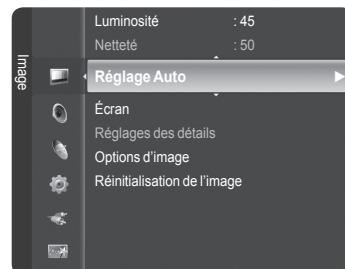 Image
Luminosité : 45
Netteté : 50
Réglage Auto
Écran
Réglages des détails
Options d'image
Réinitialisation de l'image